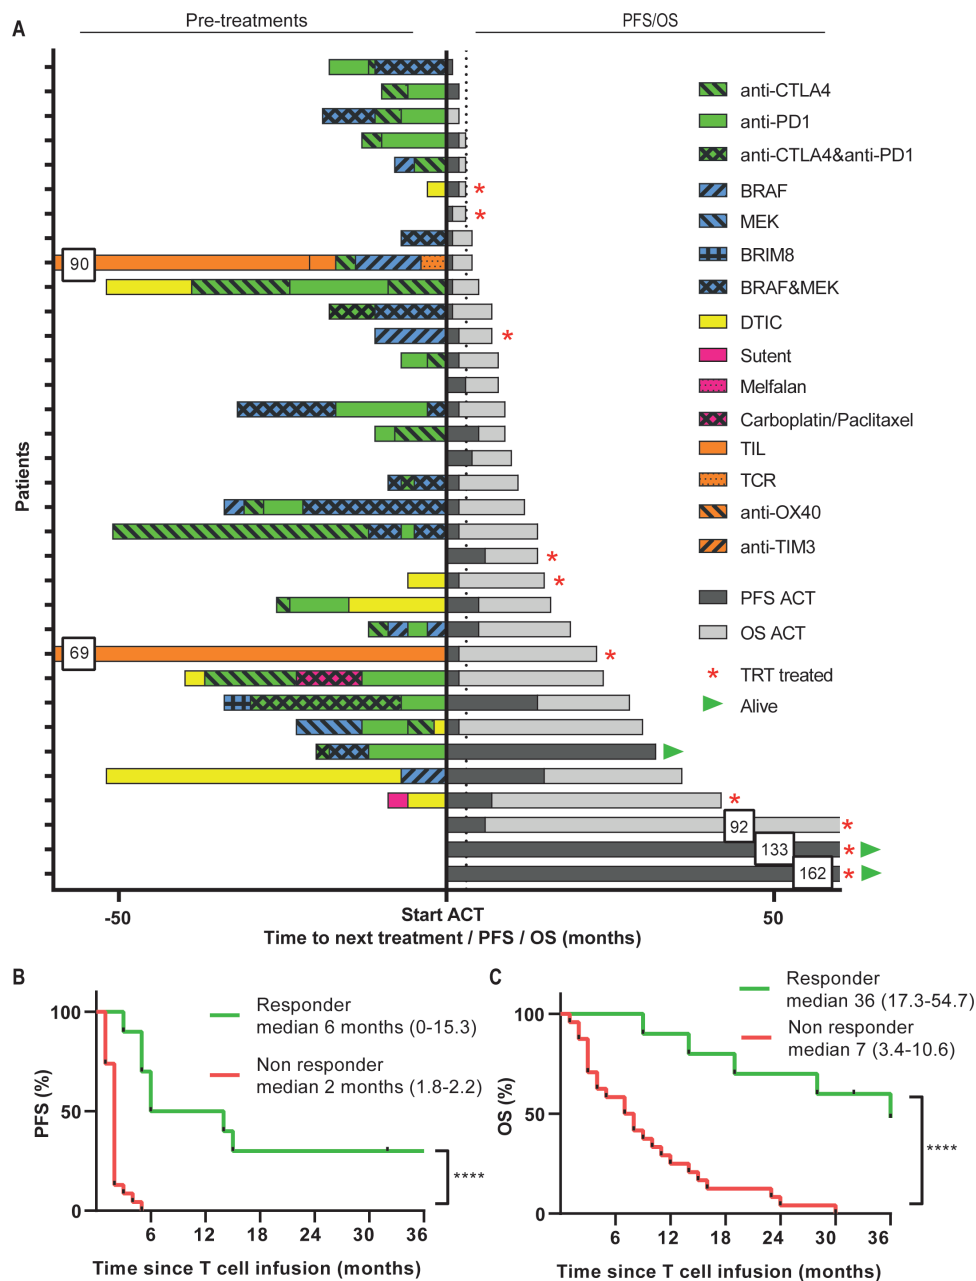 Pre-treatments
PFS/OS
A
anti-CTLA4
anti-PD1
anti-CTLA4&anti-PD1
BRAF
MEK
BRIM8
BRAF&MEK
DTIC
Sutent
Melfalan
Carboplatin/Paclitaxel
TIL
TCR
anti-OX40
anti-TIM3
PFS ACT
OS ACT
* TRT treated
Alive
Patients
90
*
*
*
*
*
69
*
*
92
*
133
*
162
*
-50
Start ACT
50
Time to next treatment / PFS / OS (months)
B
Responder
median 6 months (0-15.3)
Non responder
median 2 months (1.8-2.2)
PFS (%)
100
50
0
6 12 18 24 30 36
****
Time since T cell infusion (months)
C
Responder
median 36 (17.3-54.7)
Non responder
median 7 (3.4-10.6)
OS (%)
100
50
0
6 12 18 24 30 36
****
Time since T cell infusion (months)